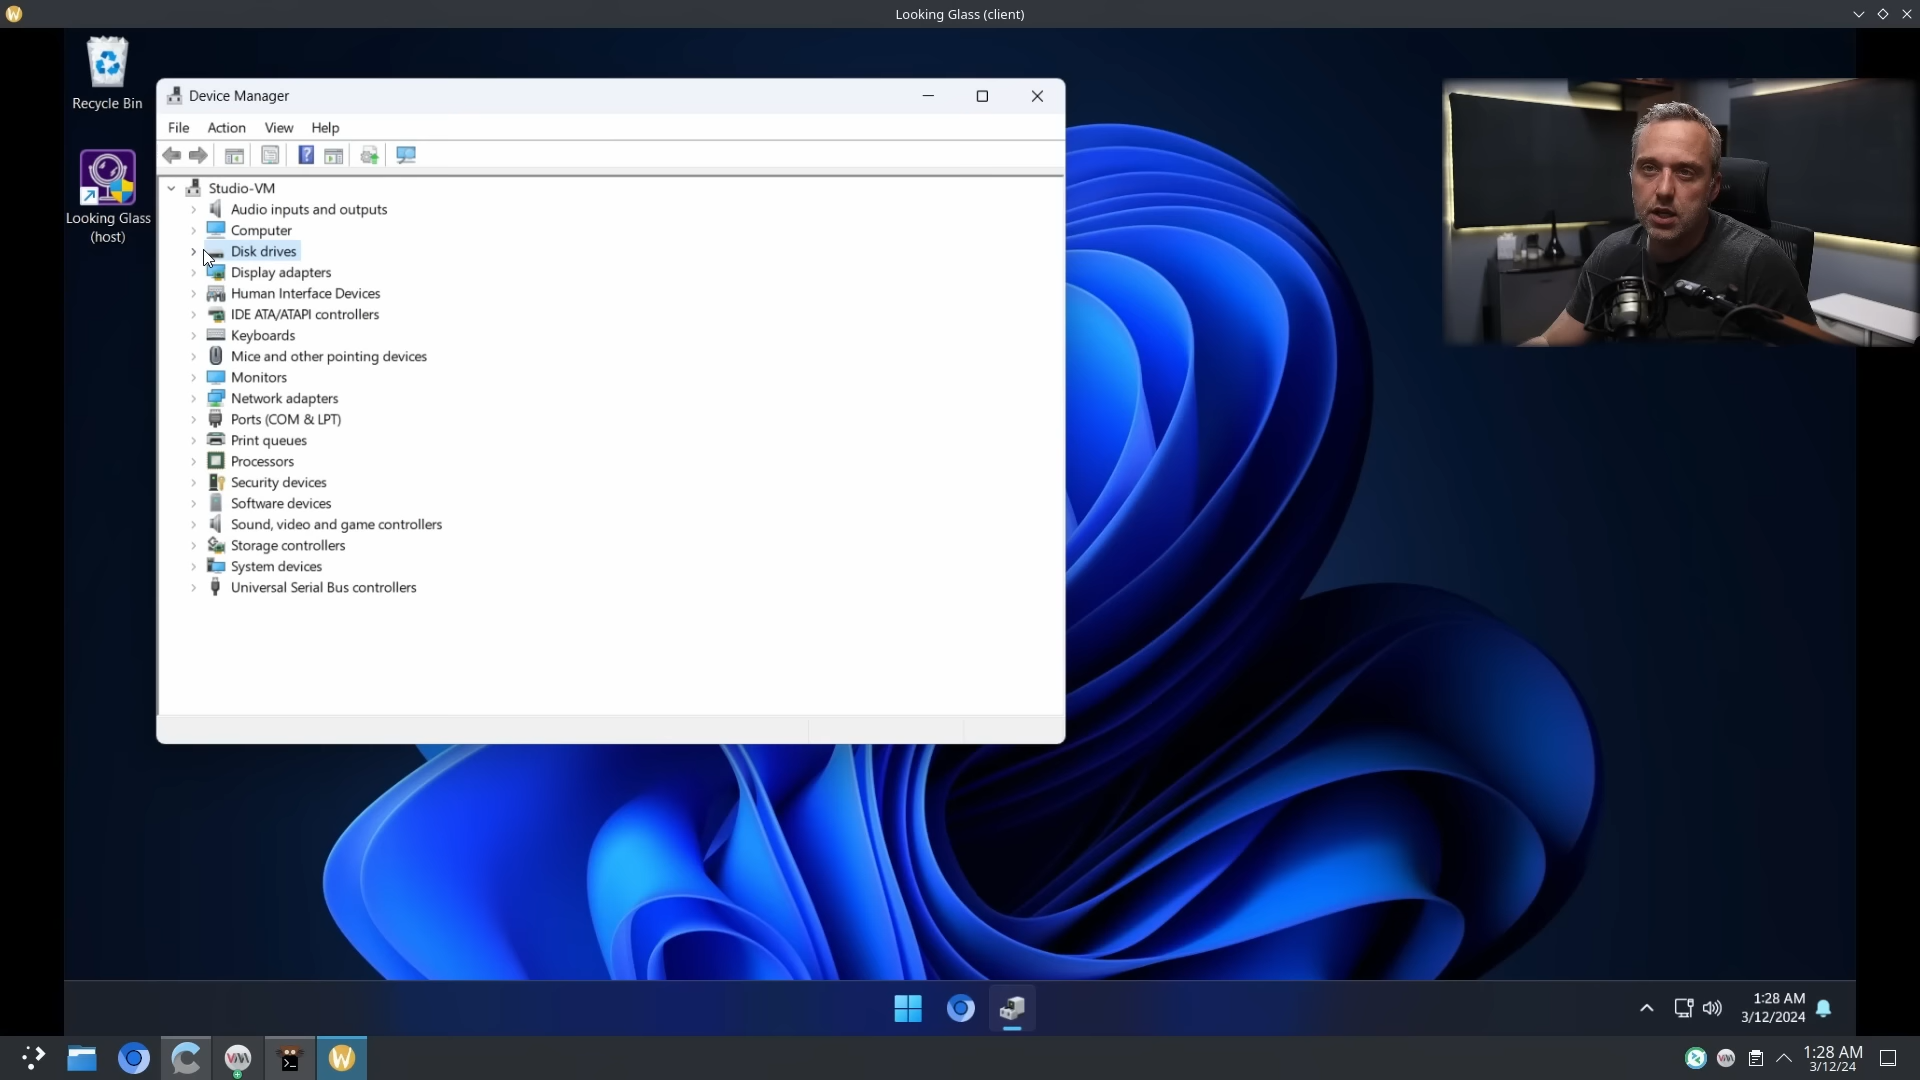 Looking Glass (client)
Recycle Bin
Looking Glass
(host)
Device Manager
File Action View Help
Studio-VM
Audio inputs and outputs
Computer
Disk drives
Display adapters
Human Interface Devices
IDE ATA/ATAPI controllers
Keyboards
Mice and other pointing devices
Monitors
Network adapters
Ports (COM & LPT)
Print queues
Processors
Security devices
Software devices
Sound, video and game controllers
Storage controllers
System devices
Universal Serial Bus controllers
1:28 AM
3/12/2024
1:28 AM
3/12/24